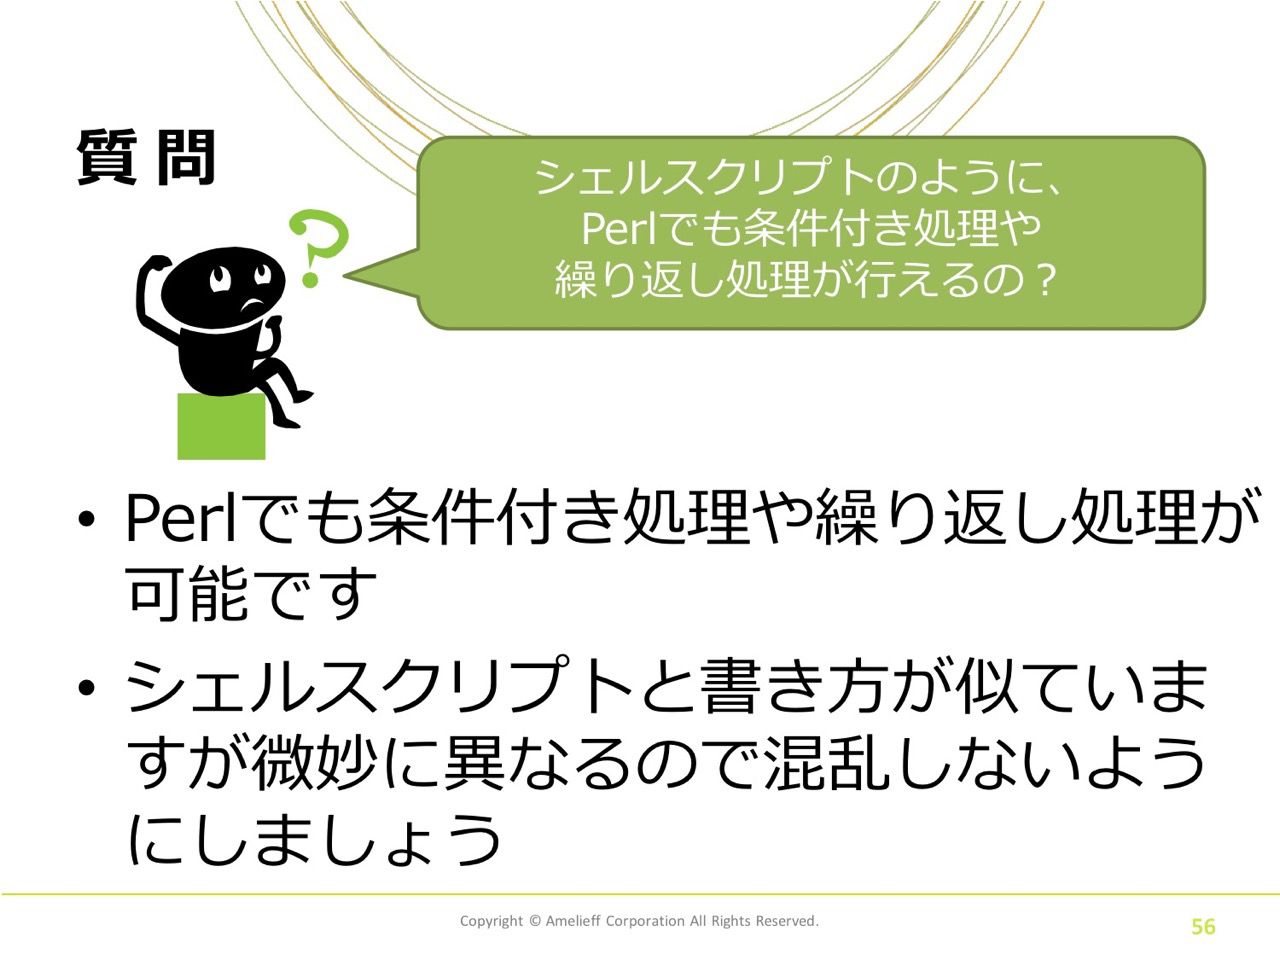 質問
?
シェルスクリプトのように、
Perlでも条件付き処理や
繰り返し処理が行えるの？
• Perlでも条件付き処理や繰り返し処理が
可能です
• シェルスクリプトと書き方が似ていま
すが微妙に異なるので混乱しないよう
にしましょう
Copyright © Amelieff Corporation All Rights Reserved.
56